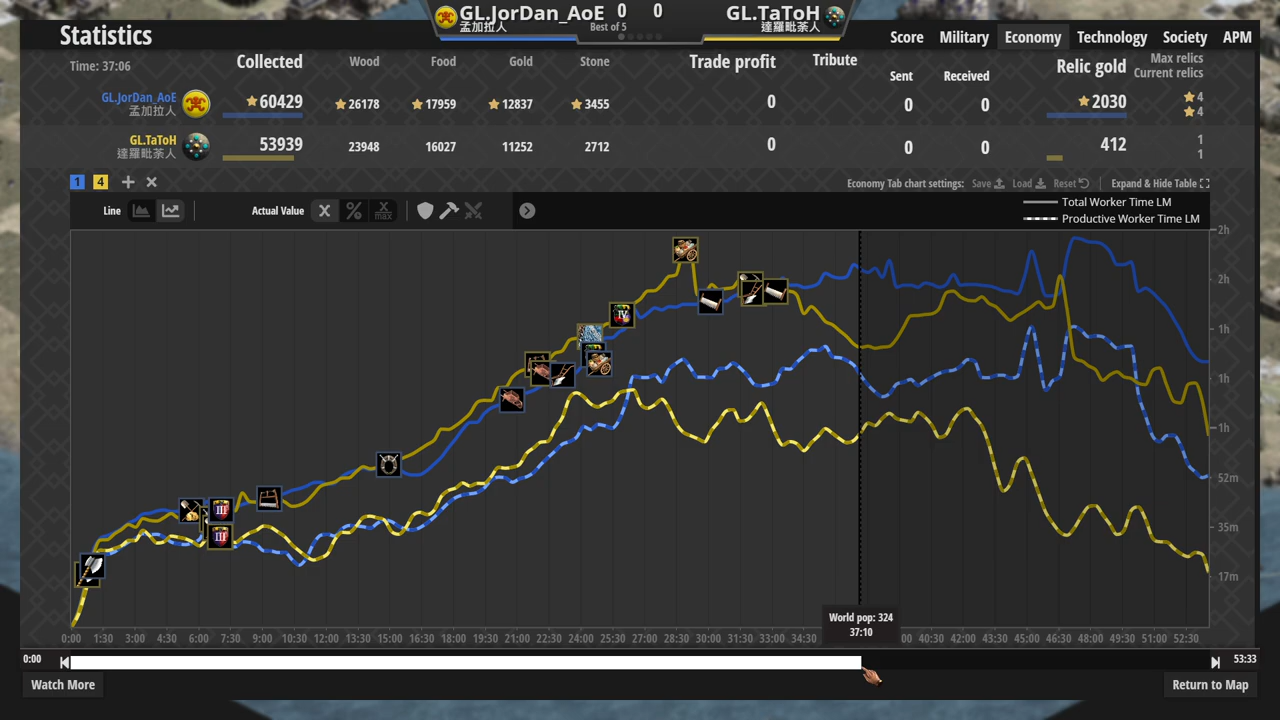 GL.JorDan_AoE 0 0 GL.TaToH
孟加拉人 Best of 5 達羅毗荼人
Statistics
Score Military Economy Technology Society APM
Time: 37:06
Collected Wood Food Gold Stone Trade profit Tribute Sent Received Relic gold Max relics
Current relics
GL.JorDan_AoE
孟加拉人
60429 26178 17959 12837 3455 0 0 0 2030 4
4
GL.TaToH
達羅毗荼人
53939 23948 16027 11252 2712 0 0 0 412 1
1
1 4 + ×
Economy Tab chart settings: Save Load Reset Expand & Hide Table
Line Actual Value X % X/max
Total Worker Time LM
Productive Worker Time LM
2h
2h
1h
1h
1h
52m
35m
17m
III
III
IV
World pop: 324
37:10
0:00 1:30 3:00 4:30 6:00 7:30 9:00 10:30 12:00 13:30 15:00 16:30 18:00 19:30 21:00 22:30 24:00 25:30 27:00 28:30 30:00 31:30 33:00 34:30 00 40:30 42:00 43:30 45:00 46:30 48:00 49:30 51:00 52:30
0:00 53:33
Watch More Return to Map